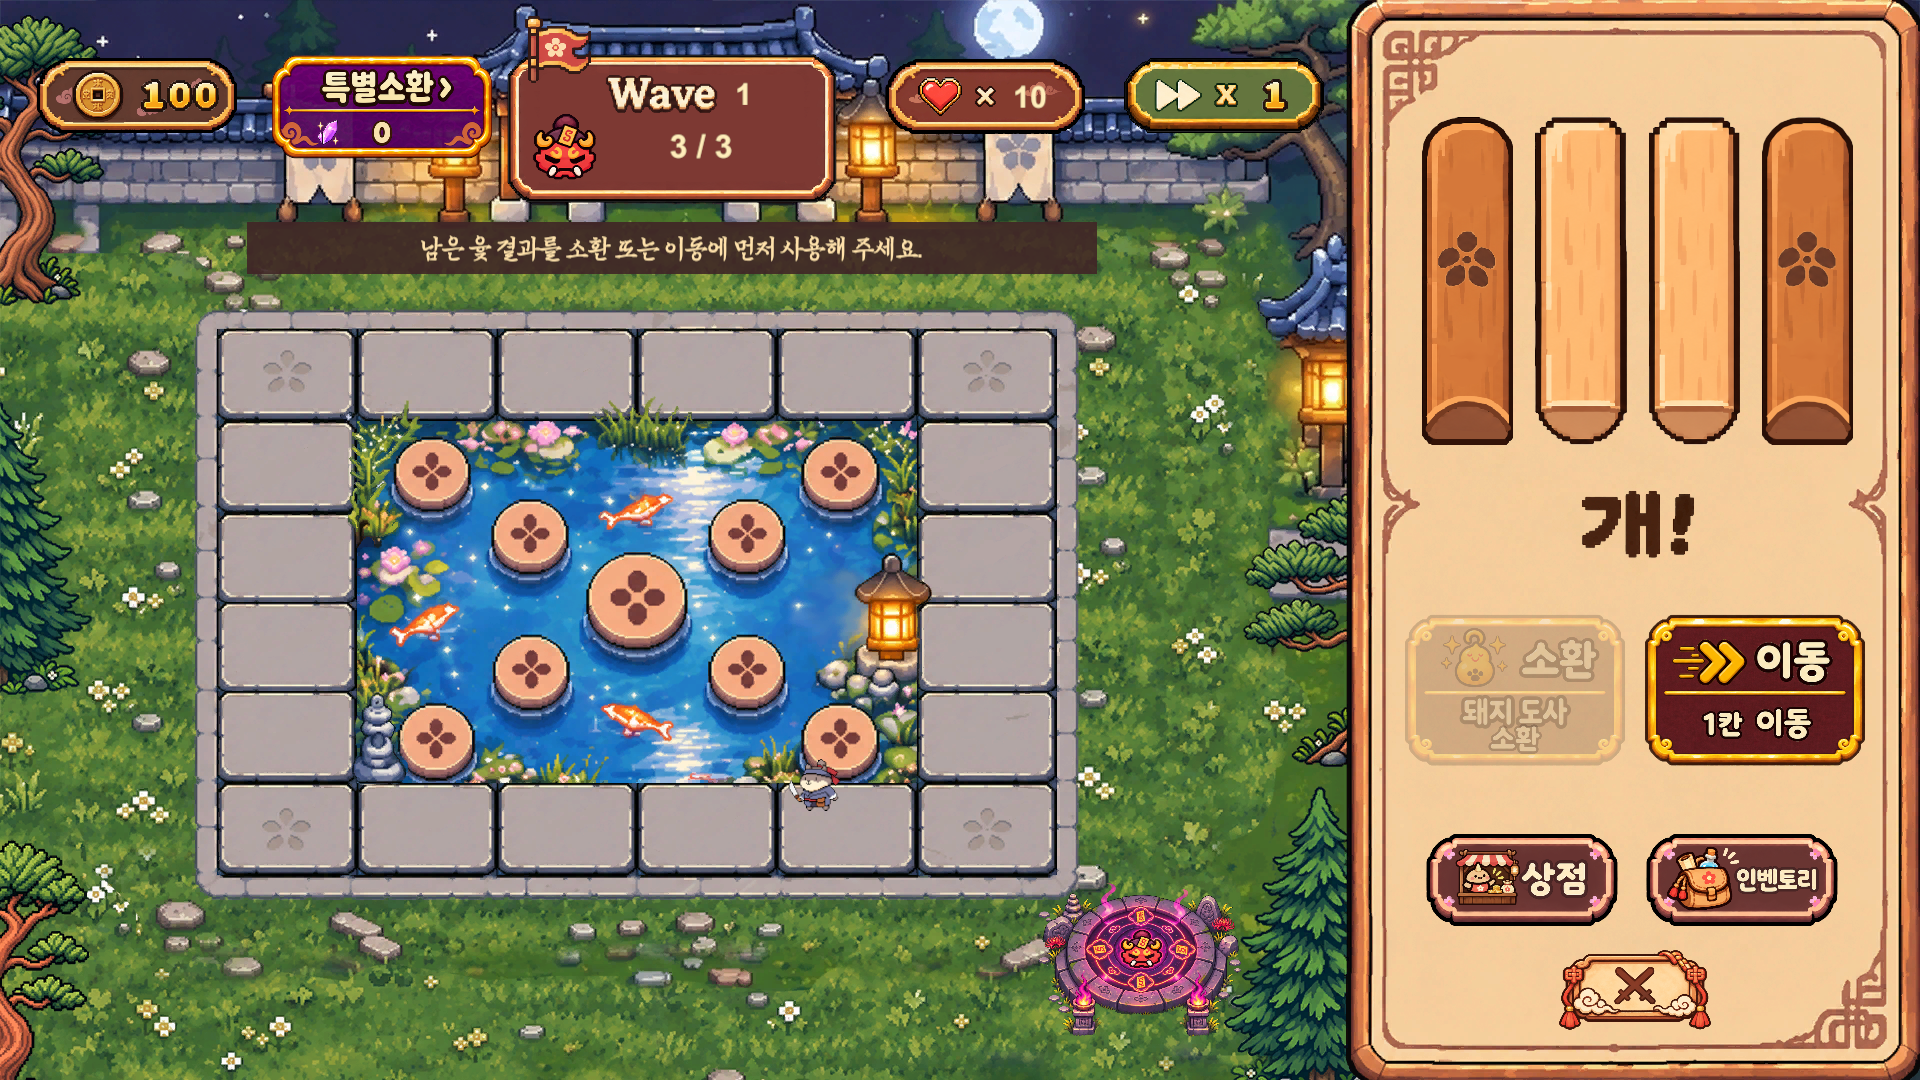 100
특별소환>
0
Wave 1
3 / 3
× 10
X 1
남은 윷 결과를 소환 또는 이동에 먼저 사용해 주세요.
개!
소환
돼지 도사
소환
이동
1칸 이동
상점
인벤토리